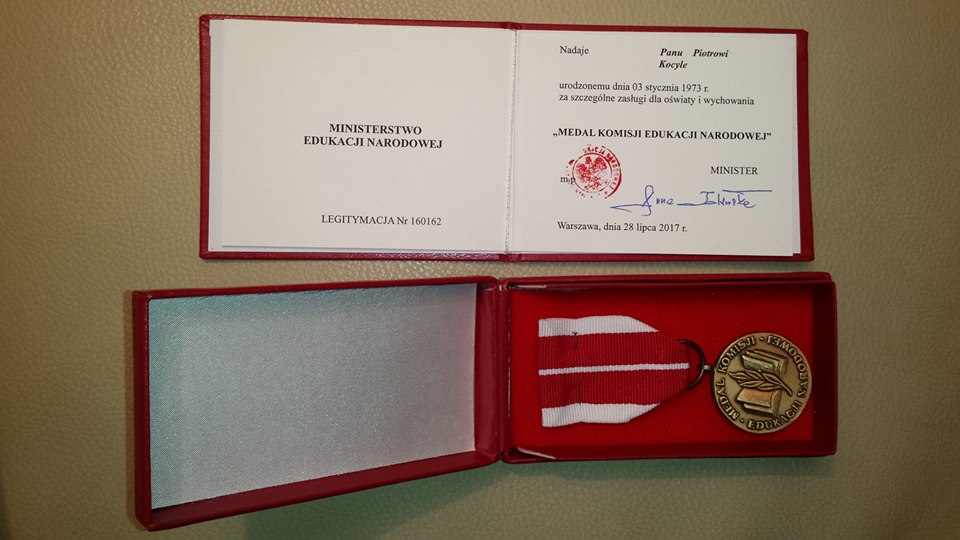 MINISTERSTWO
EDUKACJI NARODOWEJ
LEGITYMACJA Nr 160162
Nadaje Panu Piotrowi
Kocyle
urodzonemu dnia 03 stycznia 1973 r.
za szczególne zasługi dla oświaty i wychowania
„MEDAL KOMISJI EDUKACJI NARODOWEJ”
MINISTER
Warszawa, dnia 28 lipca 2017 r.
MEDAL KOMISJI EDUKACJI NARODOWEJ